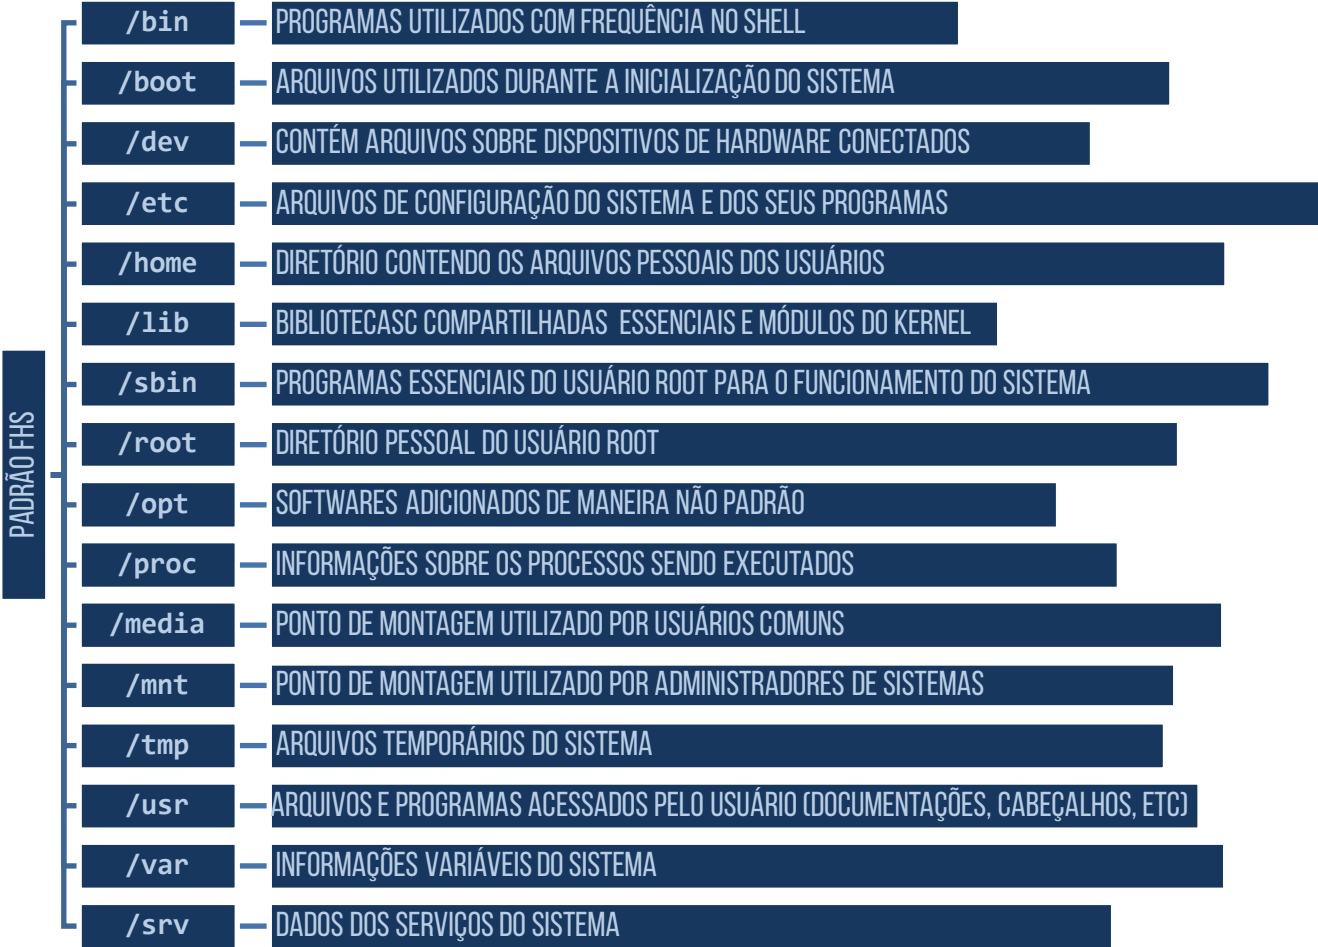 PADRÃO FHS
/bin PROGRAMAS UTILIZADOS COM FREQUÊNCIA NO SHELL
/boot ARQUIVOS UTILIZADOS DURANTE A INICIALIZAÇÃO DO SISTEMA
/dev CONTÉM ARQUIVOS SOBRE DISPOSITIVOS DE HARDWARE CONECTADOS
/etc ARQUIVOS DE CONFIGURAÇÃO DO SISTEMA E DOS SEUS PROGRAMAS
/home DIRETÓRIO CONTENDO OS ARQUIVOS PESSOAIS DOS USUÁRIOS
/lib BIBLIOTECASC COMPARTILHADAS ESSENCIAIS E MÓDULOS DO KERNEL
/sbin PROGRAMAS ESSENCIAIS DO USUÁRIO ROOT PARA O FUNCIONAMENTO DO SISTEMA
/root DIRETÓRIO PESSOAL DO USUÁRIO ROOT
/opt SOFTWARES ADICIONADOS DE MANEIRA NÃO PADRÃO
/proc INFORMAÇÕES SOBRE OS PROCESSOS SENDO EXECUTADOS
/media PONTO DE MONTAGEM UTILIZADO POR USUÁRIOS COMUNS
/mnt PONTO DE MONTAGEM UTILIZADO POR ADMINISTRADORES DE SISTEMAS
/tmp ARQUIVOS TEMPORÁRIOS DO SISTEMA
/usr ARQUIVOS E PROGRAMAS ACESSADOS PELO USUÁRIO (DOCUMENTAÇÕES, CABEÇALHOS, ETC)
/var INFORMAÇÕES VARIÁVEIS DO SISTEMA
/srv DADOS DOS SERVIÇOS DO SISTEMA